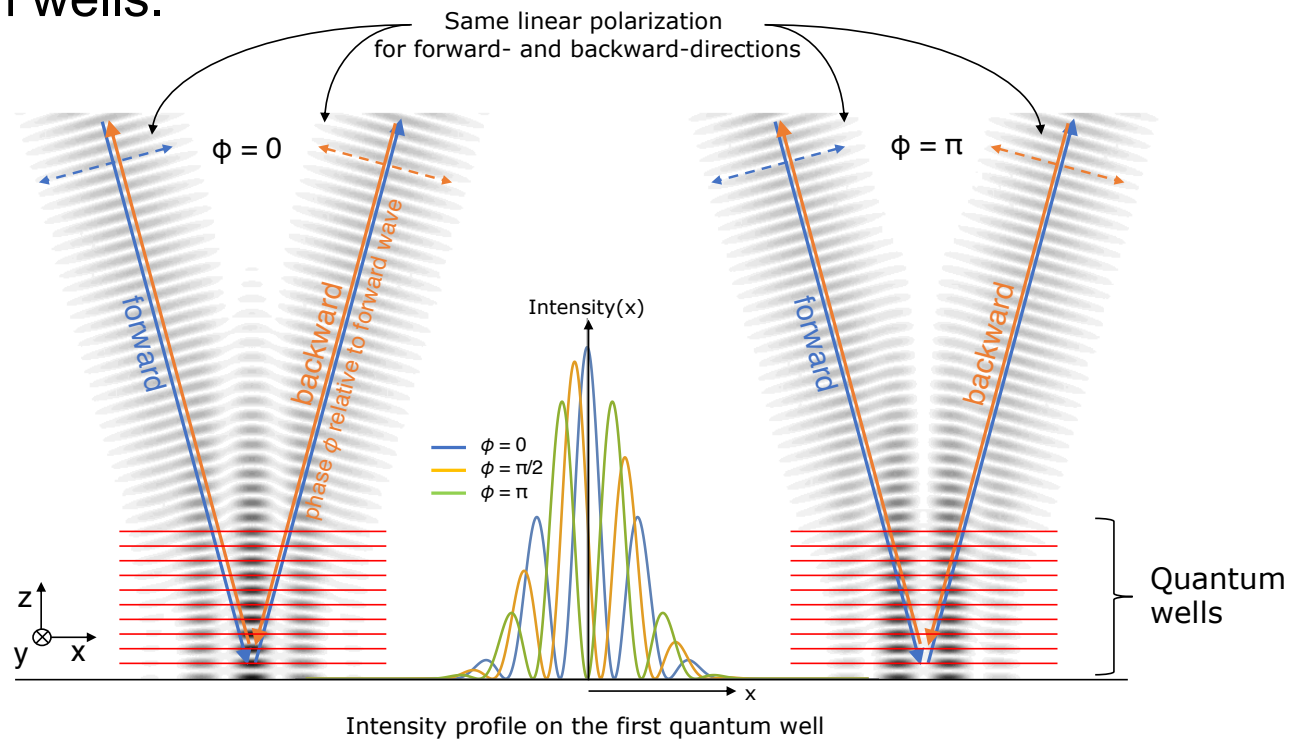 wells.
Same linear polarization
for forward- and backward-directions
ϕ = 0
ϕ = π
forward
backward
phase ϕ relative to forward wave
Intensity(x)
ϕ = 0
ϕ = π/2
ϕ = π
forward
backward
Quantum
wells
z
y
x
x
Intensity profile on the first quantum well